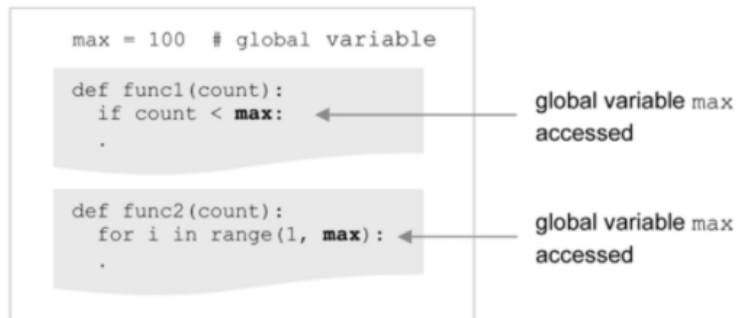 max = 100  # global variable
def func1(count):
  if count < max:
  .
global variable max
accessed
def func2(count):
  for i in range(1, max):
  .
global variable max
accessed